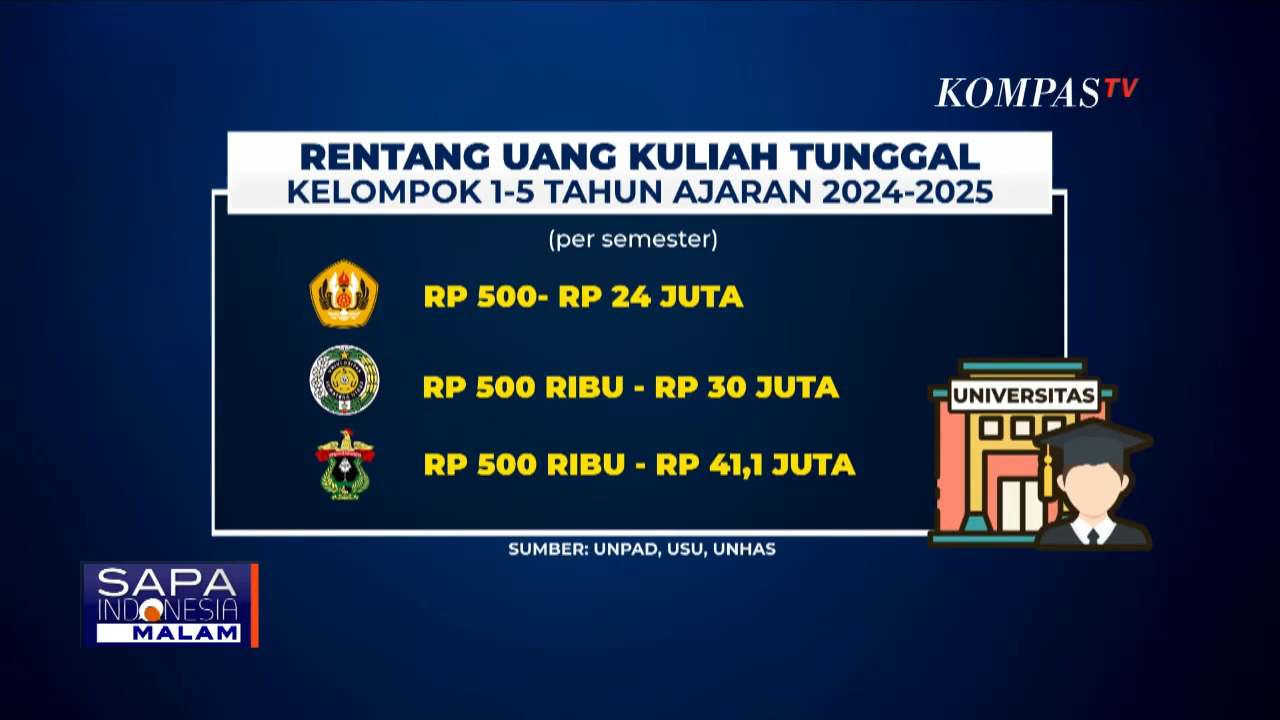 KOMPASTV
RENTANG UANG KULIAH TUNGGAL
KELOMPOK 1-5 TAHUN AJARAN 2024-2025
(per semester)
RP 500- RP 24 JUTA
RP 500 RIBU - RP 30 JUTA
RP 500 RIBU - RP 41,1 JUTA
UNIVERSITAS
SUMBER: UNPAD, USU, UNHAS
SAPA
INDONESIA
MALAM